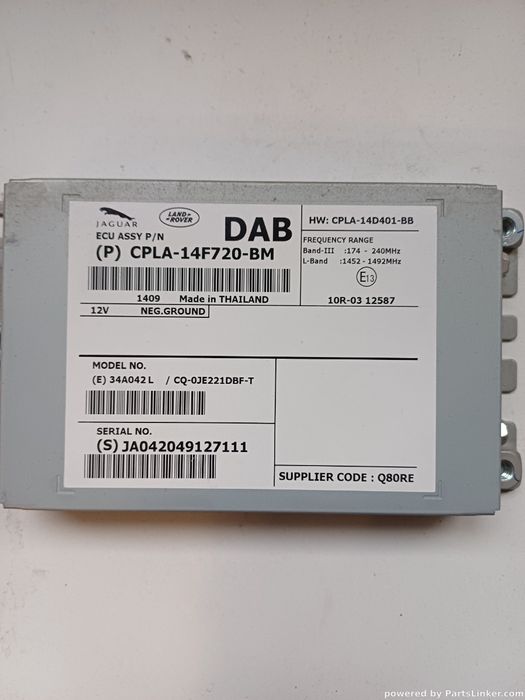 JAGUAR
LAND-
-ROVER
DAB
HW: CPLA-14D401-BB
ECU ASSY P/N
(P) CPLA-14F720-BM
FREQUENCY RANGE
Band-III :174 - 240MHz
L-Band :1452 - 1492MHz
E13
10R-03 12587
1409 Made in THAILAND
12V NEG.GROUND
MODEL NO.
(E) 34A042 L / CQ-0JE221DBF-T
SERIAL NO.
(S) JA042049127111
SUPPLIER CODE : Q80RE
powered by PartsLinker.com